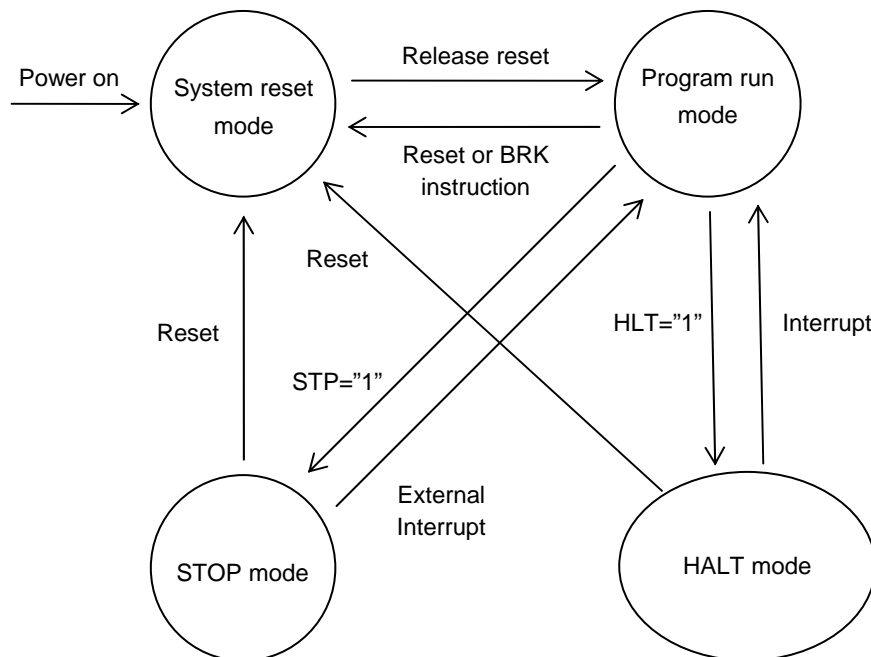 Power on
System reset
mode
Release reset
Program run
mode
Reset or BRK
instruction
Reset
Reset
HLT=”1”
Interrupt
STP=”1”
External
Interrupt
STOP mode
HALT mode